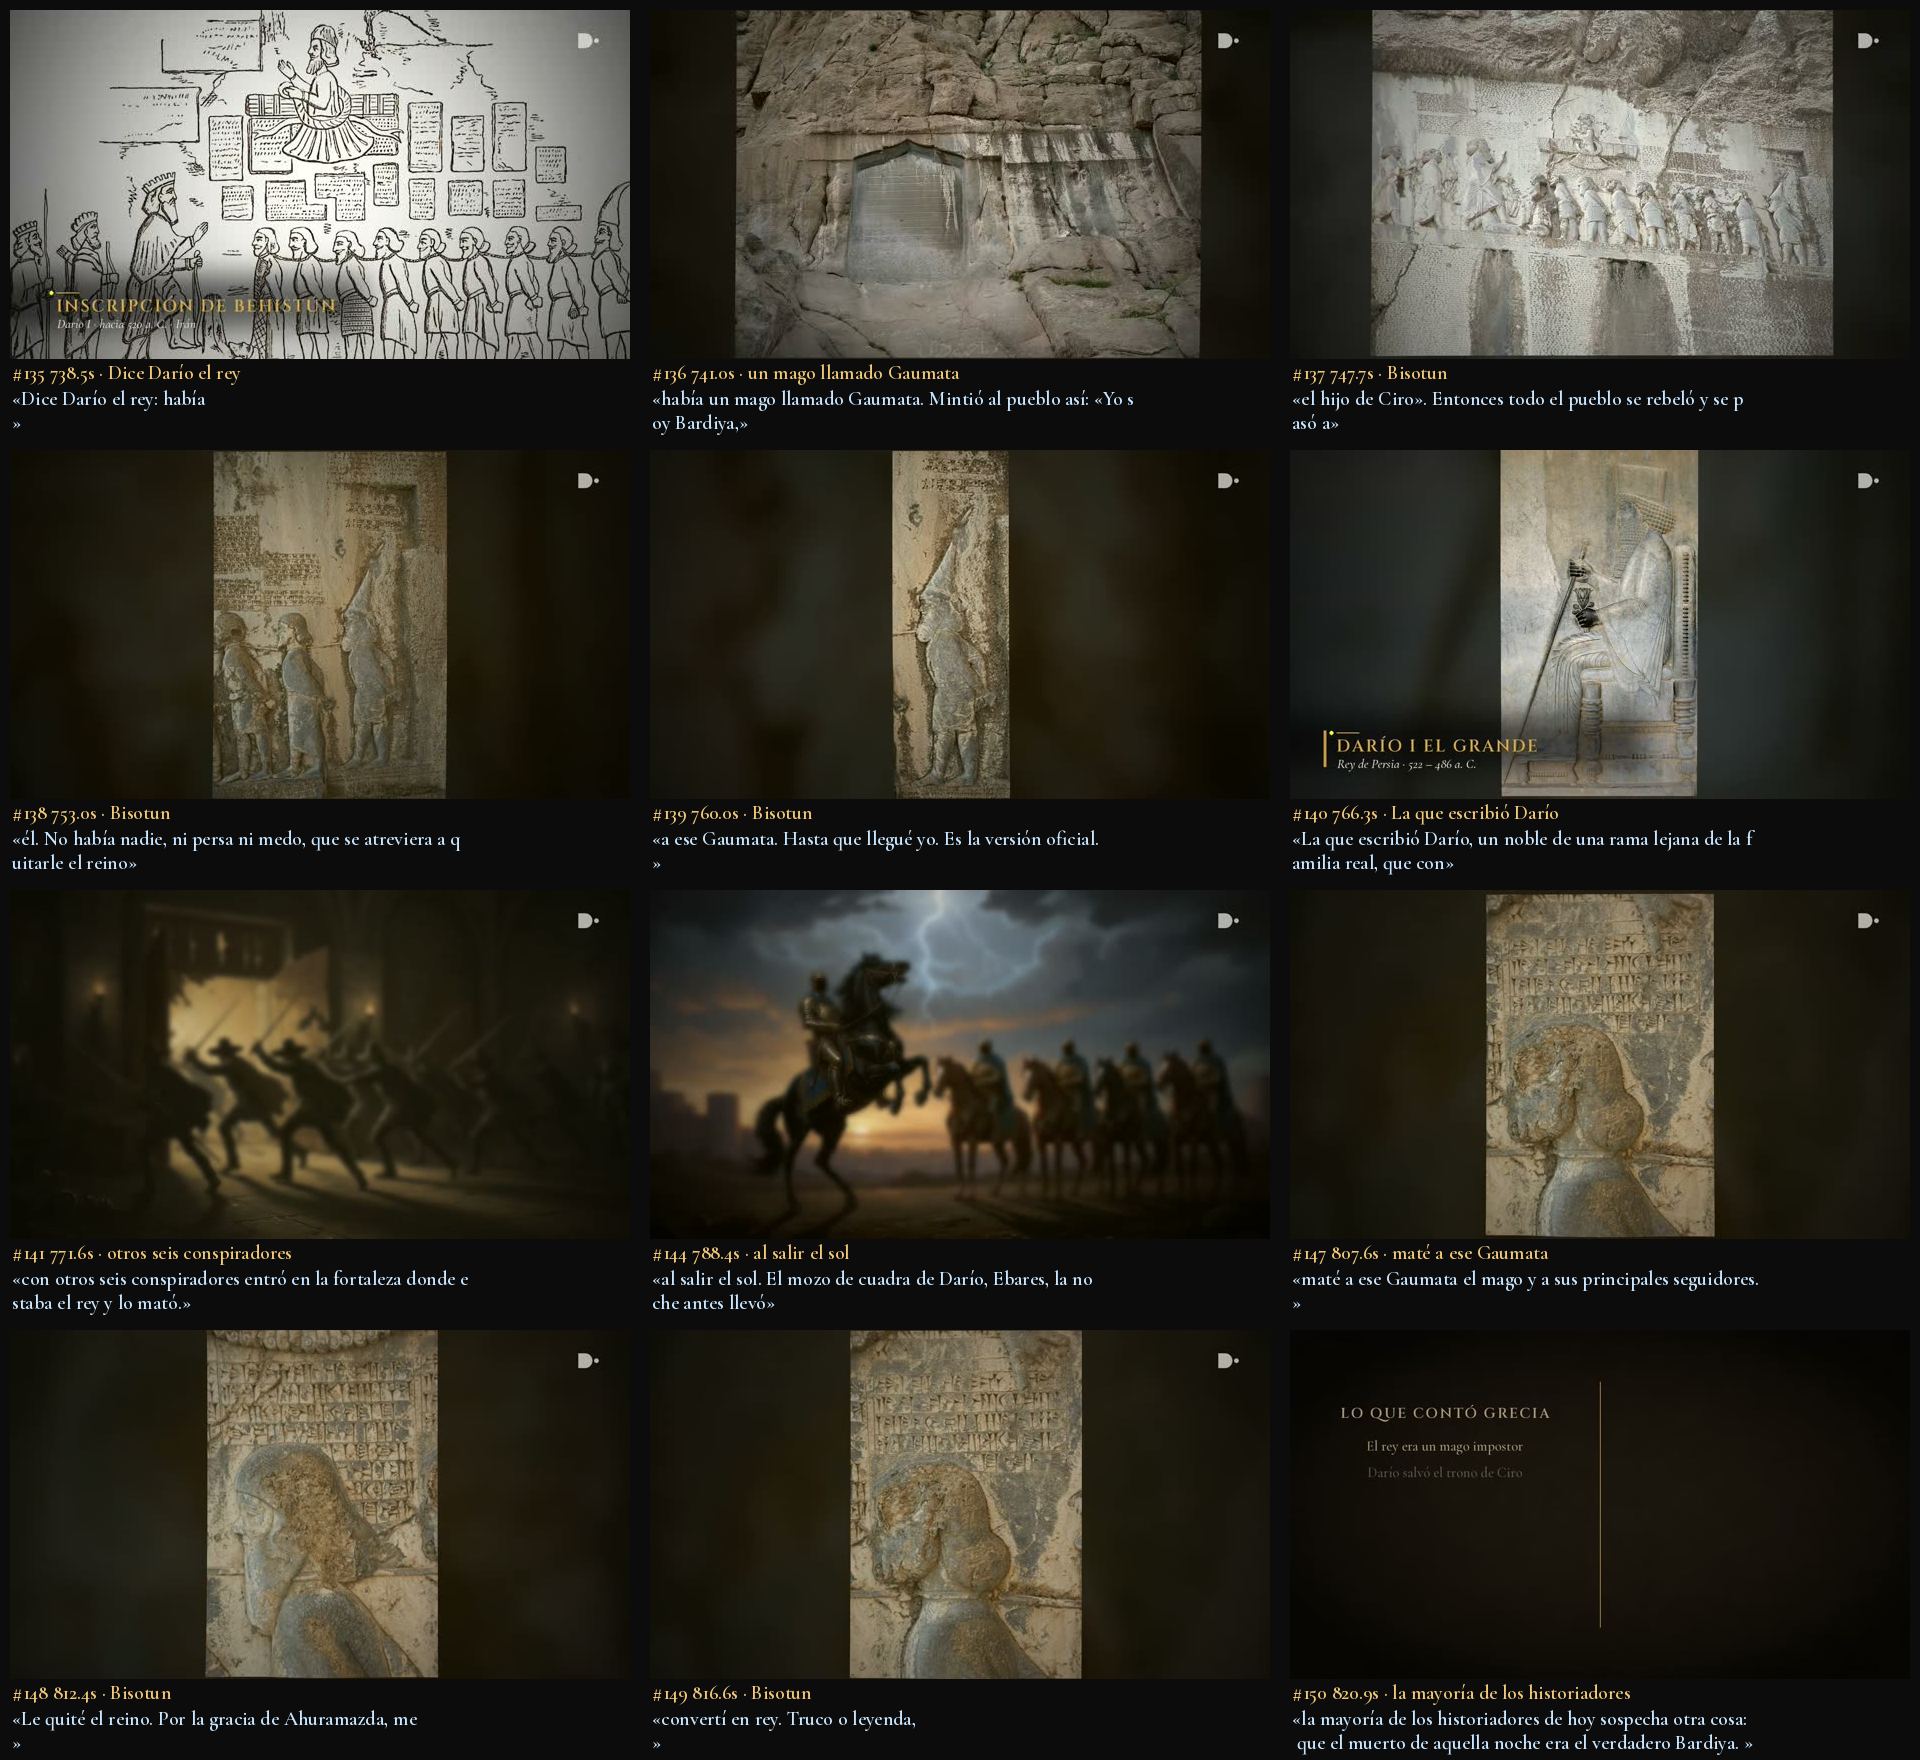 INSCRIPCIÓN DE BEHISTÚN
Darío I · hacia 520 a. C. · Irán
#135 738.5s · Dice Darío el rey
«Dice Darío el rey: había
»
#136 741.0s · un mago llamado Gaumata
«había un mago llamado Gaumata. Mintió al pueblo así: «Yo s
oy Bardiya,»
#137 747.7s · Bisotun
«el hijo de Ciro». Entonces todo el pueblo se rebeló y se p
asó a»
#138 753.0s · Bisotun
«él. No había nadie, ni persa ni medo, que se atreviera a q
uitarle el reino»
#139 760.0s · Bisotun
«a ese Gaumata. Hasta que llegué yo. Es la versión oficial.
»
DARÍO I EL GRANDE
Rey de Persia · 522 – 486 a. C.
#140 766.3s · La que escribió Darío
«La que escribió Darío, un noble de una rama lejana de la f
amilia real, que con»
#141 771.6s · otros seis conspiradores
«con otros seis conspiradores entró en la fortaleza donde e
staba el rey y lo mató.»
#144 788.4s · al salir el sol
«al salir el sol. El mozo de cuadra de Darío, Ebares, la no
che antes llevó»
#147 807.6s · maté a ese Gaumata
«maté a ese Gaumata el mago y a sus principales seguidores.
»
#148 812.4s · Bisotun
«Le quité el reino. Por la gracia de Ahuramazda, me
»
#149 816.6s · Bisotun
«convertí en rey. Truco o leyenda,
»
LO QUE CONTÓ GRECIA
El rey era un mago impostor
Darío salvó el trono de Ciro
#150 820.9s · la mayoría de los historiadores
«la mayoría de los historiadores de hoy sospecha otra cosa:
que el muerto de aquella noche era el verdadero Bardiya. »